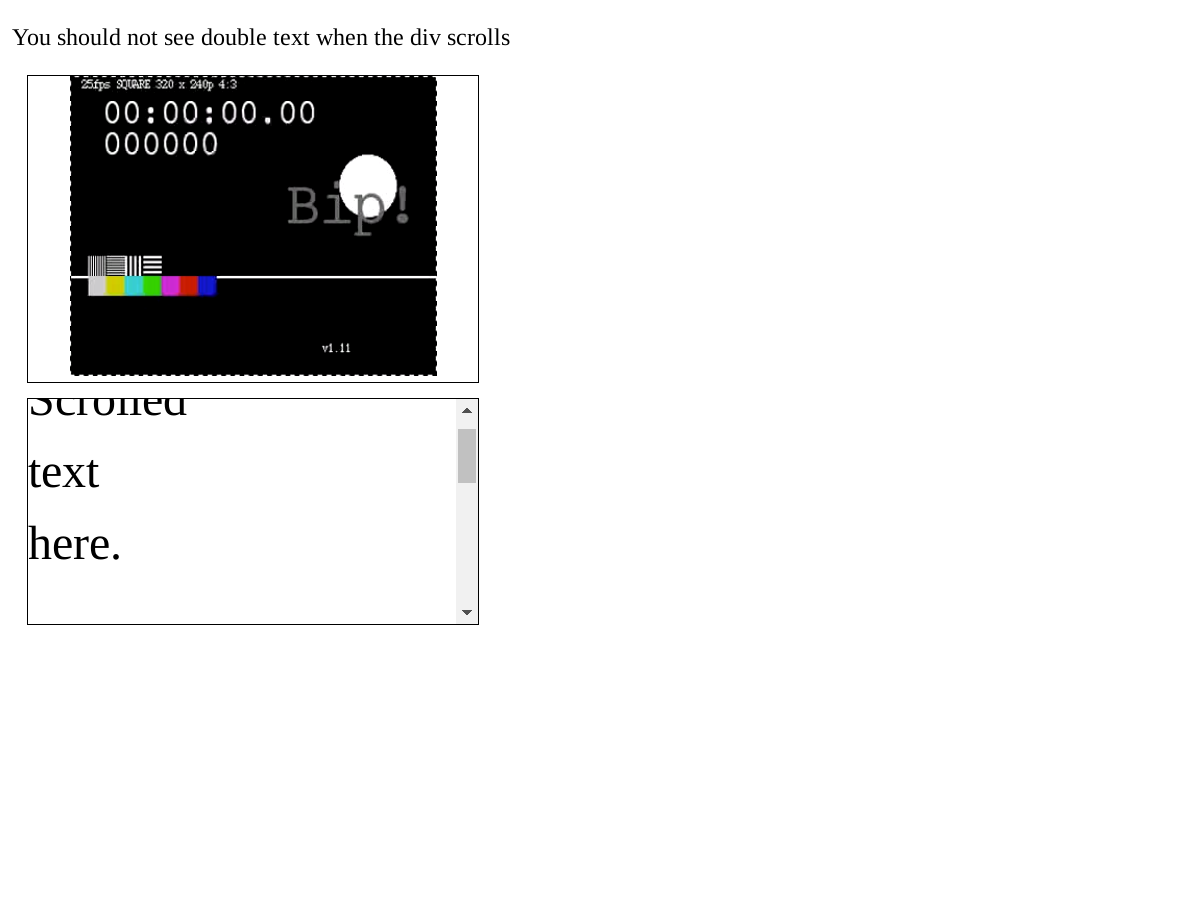 You should not see double text when the div scrolls
25fps SQUARE 320 x 240p 4:3
00:00:00.00
000000
Bip!
v1.11
Scrolled
text
here.